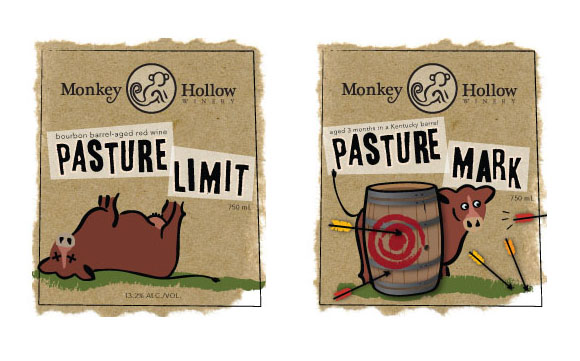 Monkey Hollow
WINERY
bourbon barrel-aged red wine
PASTURE
LIMIT
750 mL
13.2% ALC./VOL.
Monkey Hollow
WINERY
aged 3 months in a Kentucky barrel
PASTURE
MARK
750 mL